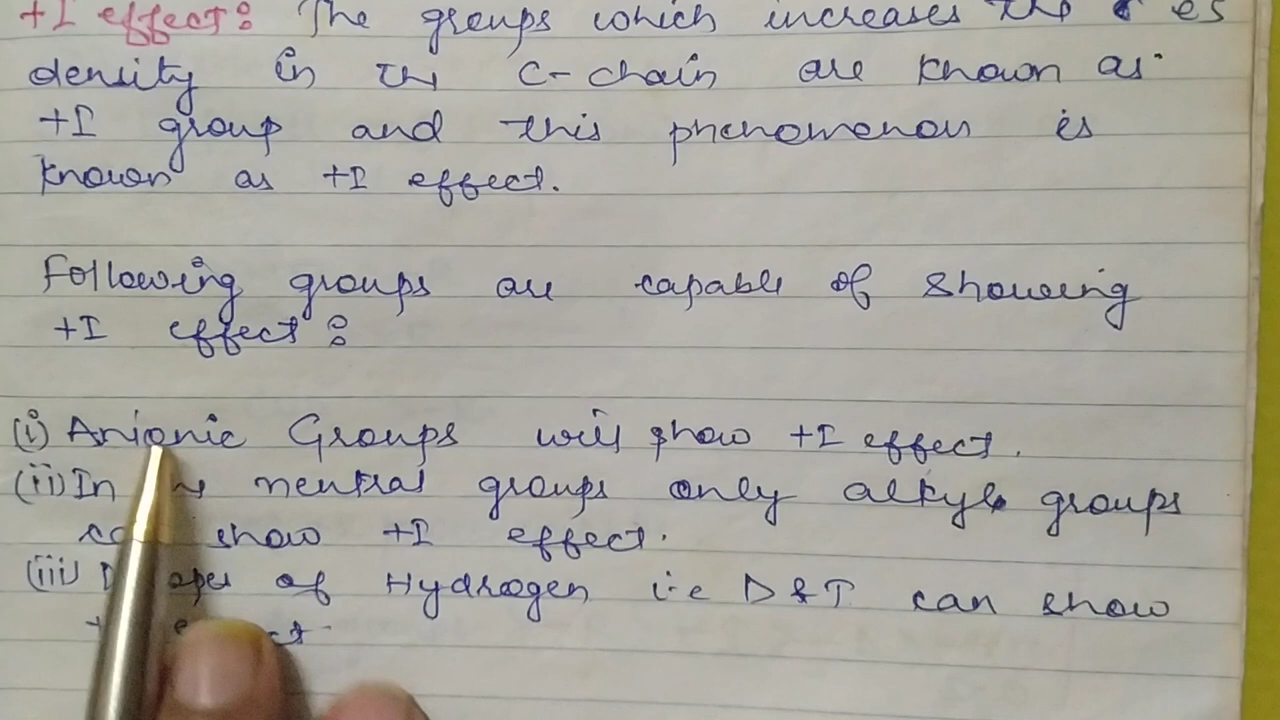 +I effect: The groups which increases the es
density in the C-chain are known as
+I group and this phenomenon is
known as +I effect.
Following groups are capable of showing
+I effect:
(i) Anionic Groups will show +I effect.
(ii) In neutral groups only alkyl groups
show +I effect.
(iii) of Hydrogen i.e D & T can show